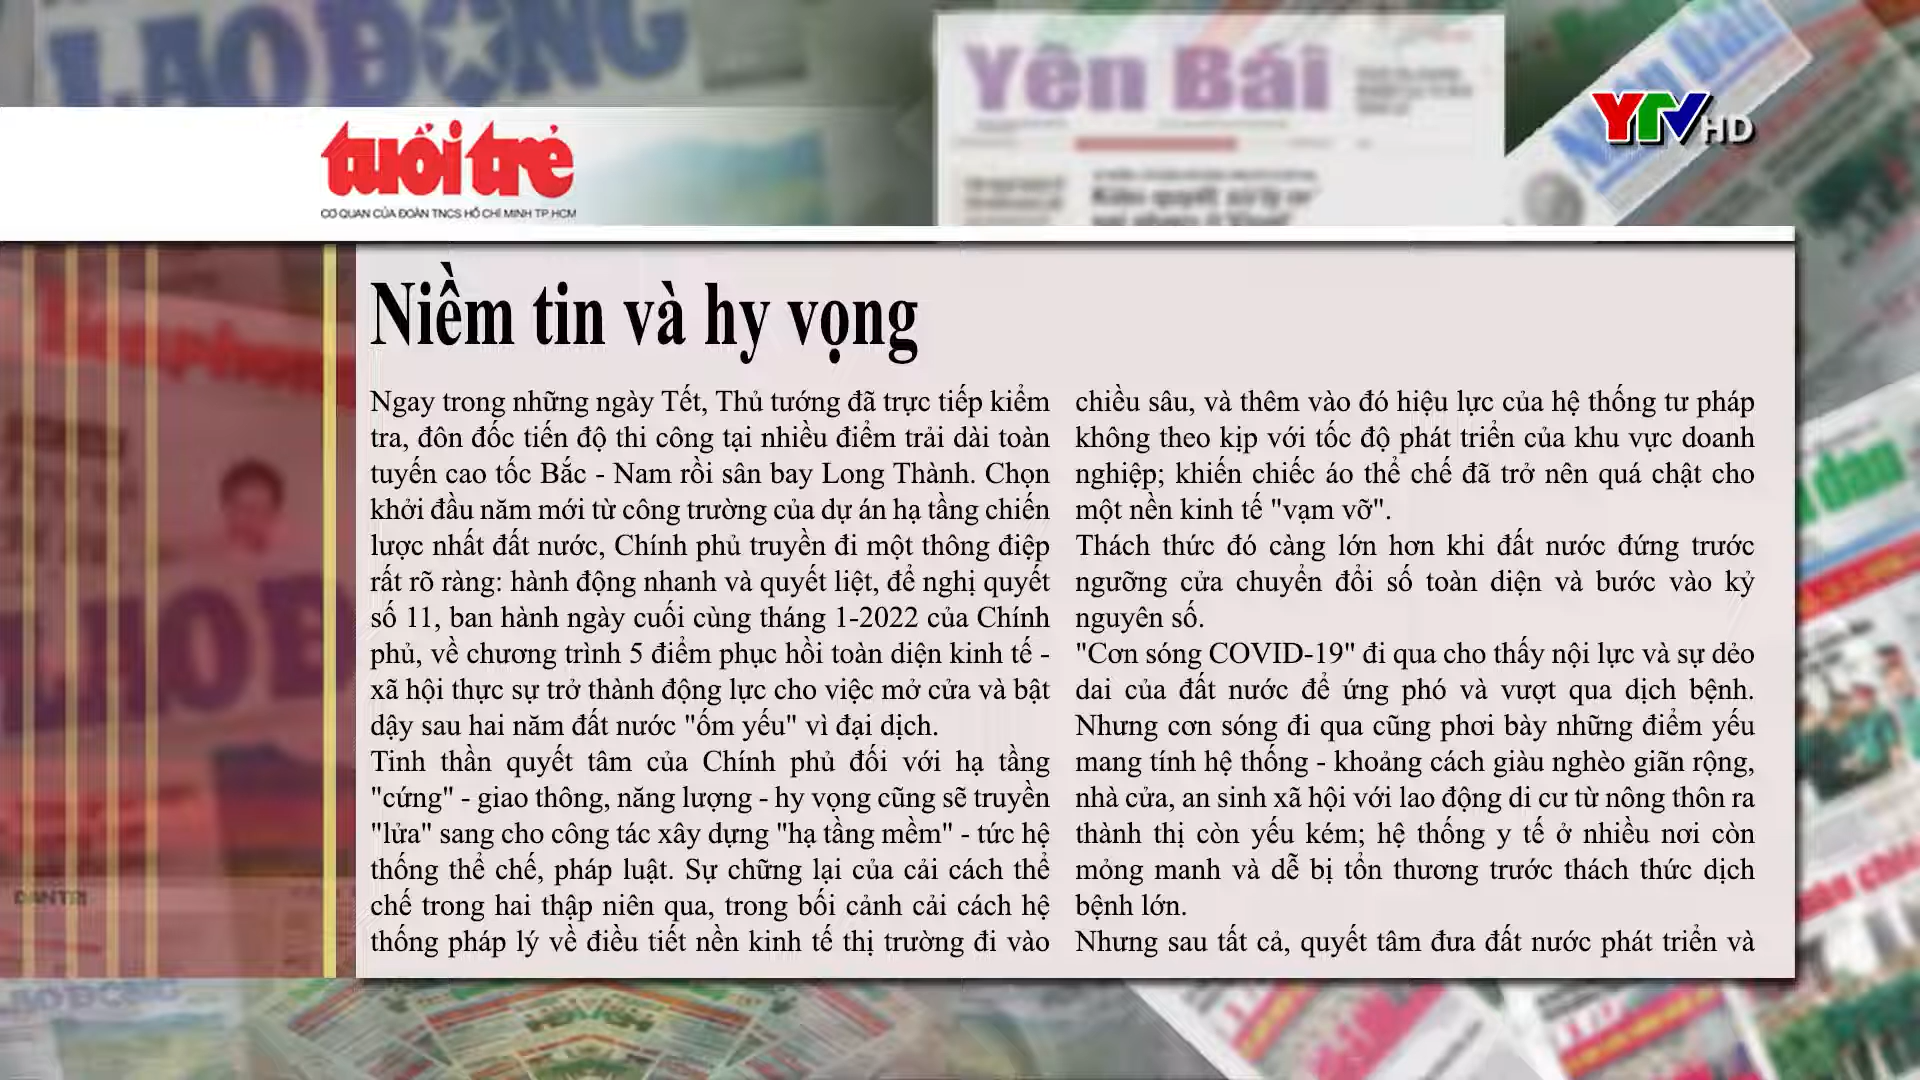 LAO ĐỘNG
Yên Bái
Nhân Dân
YTV HD
tuổi trẻ
CƠ QUAN CỦA ĐOÀN TNCS HỒ CHÍ MINH TP.HCM
Niềm tin và hy vọng
Ngay trong những ngày Tết, Thủ tướng đã trực tiếp kiểm
tra, đôn đốc tiến độ thi công tại nhiều điểm trải dài toàn
tuyến cao tốc Bắc - Nam rồi sân bay Long Thành. Chọn
khởi đầu năm mới từ công trường của dự án hạ tầng chiến
lược nhất đất nước, Chính phủ truyền đi một thông điệp
rất rõ ràng: hành động nhanh và quyết liệt, để nghị quyết
số 11, ban hành ngày cuối cùng tháng 1-2022 của Chính
phủ, về chương trình 5 điểm phục hồi toàn diện kinh tế -
xã hội thực sự trở thành động lực cho việc mở cửa và bật
dậy sau hai năm đất nước "ốm yếu" vì đại dịch.
Tinh thần quyết tâm của Chính phủ đối với hạ tầng
"cứng" - giao thông, năng lượng - hy vọng cũng sẽ truyền
"lửa" sang cho công tác xây dựng "hạ tầng mềm" - tức hệ
thống thể chế, pháp luật. Sự chững lại của cải cách thể
chế trong hai thập niên qua, trong bối cảnh cải cách hệ
thống pháp lý về điều tiết nền kinh tế thị trường đi vào
chiều sâu, và thêm vào đó hiệu lực của hệ thống tư pháp
không theo kịp với tốc độ phát triển của khu vực doanh
nghiệp; khiến chiếc áo thể chế đã trở nên quá chật cho
một nền kinh tế "vạm vỡ".
Thách thức đó càng lớn hơn khi đất nước đứng trước
ngưỡng cửa chuyển đổi số toàn diện và bước vào kỷ
nguyên số.
"Cơn sóng COVID-19" đi qua cho thấy nội lực và sự dẻo
dai của đất nước để ứng phó và vượt qua dịch bệnh.
Nhưng cơn sóng đi qua cũng phơi bày những điểm yếu
mang tính hệ thống - khoảng cách giàu nghèo giãn rộng,
nhà cửa, an sinh xã hội với lao động di cư từ nông thôn ra
thành thị còn yếu kém; hệ thống y tế ở nhiều nơi còn
mỏng manh và dễ bị tổn thương trước thách thức dịch
bệnh lớn.
Nhưng sau tất cả, quyết tâm đưa đất nước phát triển và
LAO Đ
DÂN TRÍ
LAO ĐỘNG